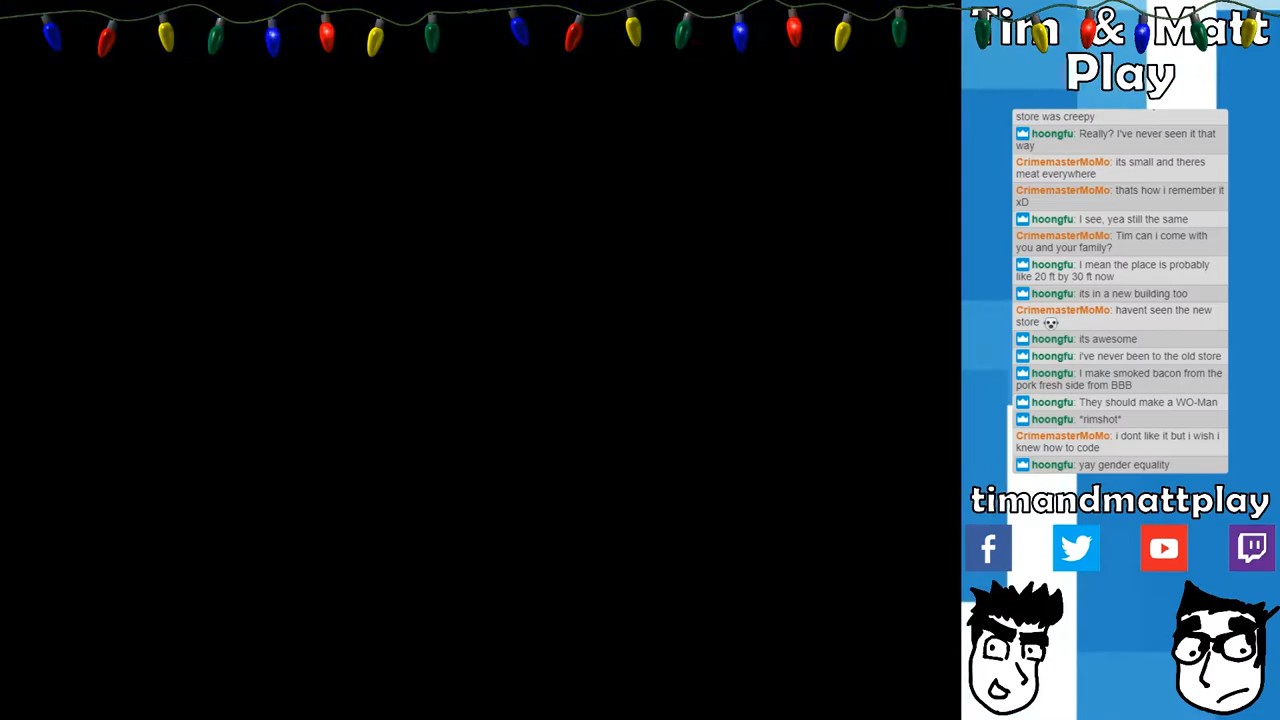 Tim & Matt
Play
store was creepy
hoongfu: Really? I've never seen it that
way
CrimemasterMoMo: its small and theres
meat everywhere
CrimemasterMoMo: thats how i remember it
xD
hoongfu: I see, yea still the same
CrimemasterMoMo: Tim can i come with
you and your family?
hoongfu: I mean the place is probably
like 20 ft by 30 ft now
hoongfu: its in a new building too
CrimemasterMoMo: havent seen the new
store
hoongfu: its awesome
hoongfu: i've never been to the old store
hoongfu: I make smoked bacon from the
pork fresh side from BBB
hoongfu: They should make a WO-Man
hoongfu: *rimshot*
CrimemasterMoMo: i dont like it but i wish i
knew how to code
hoongfu: yay gender equality
timandmattplay